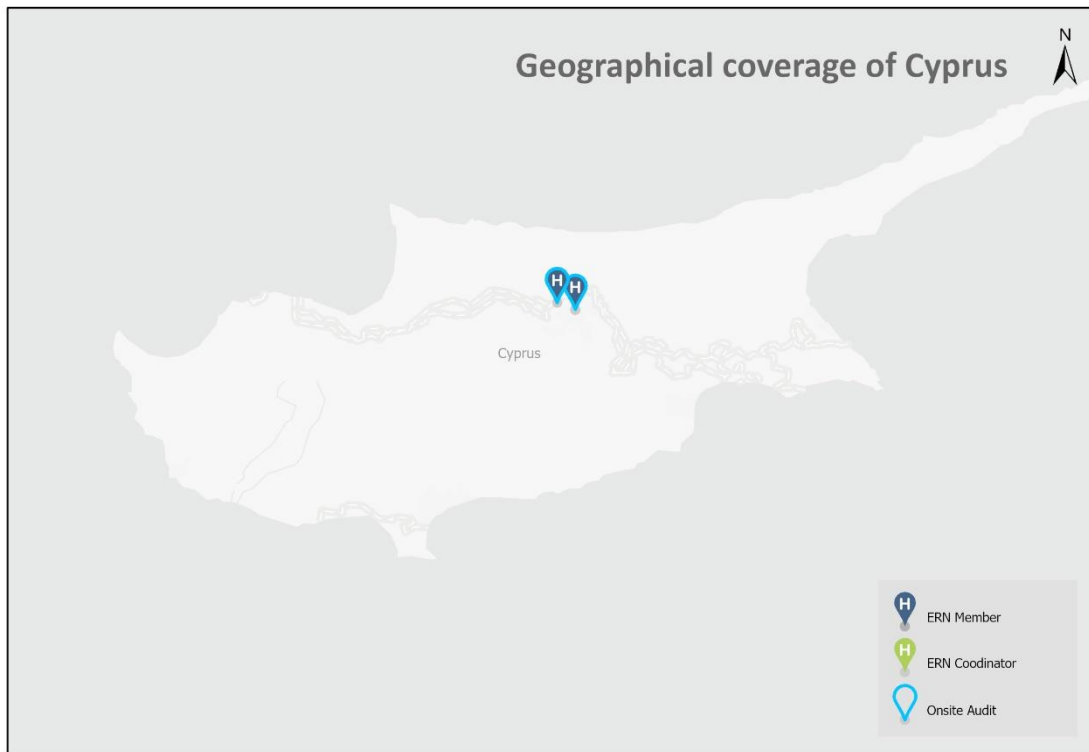 N
Geographical coverage of Cyprus
H
H
Cyprus
H
ERN Member
H
ERN Coodinator
Onsite Audit